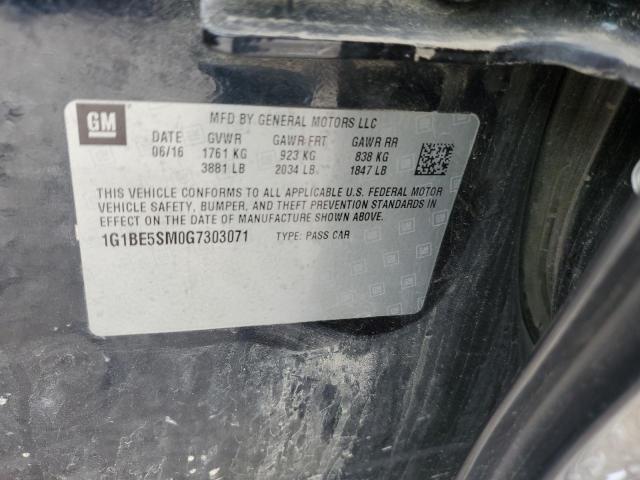 GM
MFD BY GENERAL MOTORS LLC
DATE GVWR GAWR FRT GAWR RR
06/16 1761 KG 923 KG 838 KG
3881 LB 2034 LB 1847 LB
THIS VEHICLE CONFORMS TO ALL APPLICABLE U.S. FEDERAL MOTOR
VEHICLE SAFETY, BUMPER, AND THEFT PREVENTION STANDARDS IN
EFFECT ON THE DATE OF MANUFACTURE SHOWN ABOVE.
1G1BE5SM0G7303071 TYPE: PASS CAR